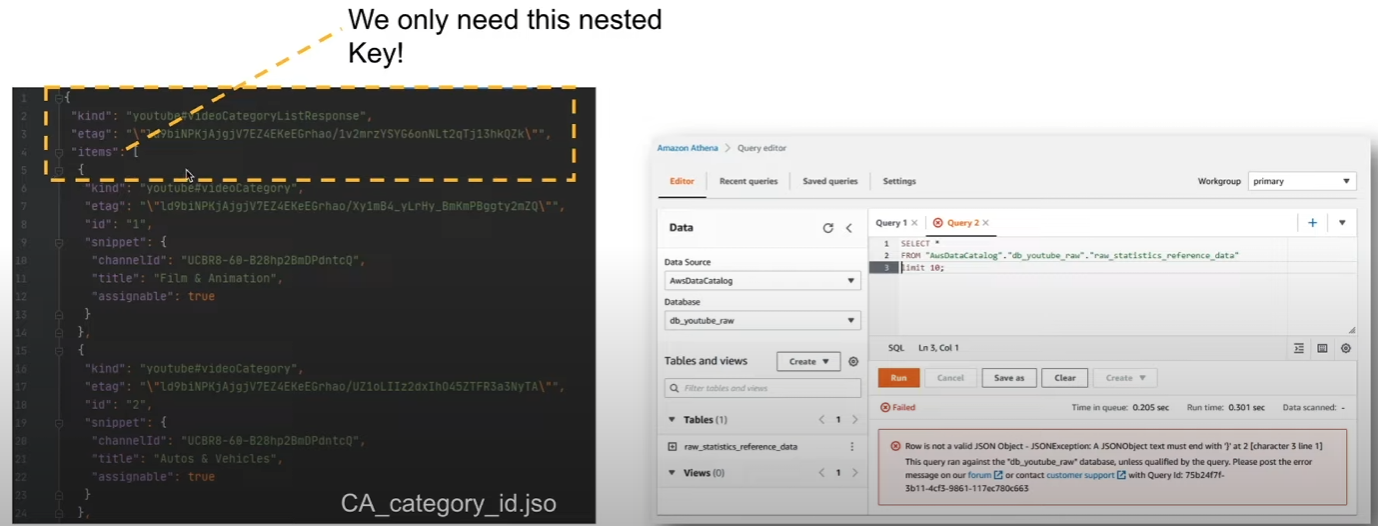 We only need this nested
Key!
1 {
2 "kind": "youtube#videoCategoryListResponse",
3 "etag": "\"ld9biNPKjAjgjV7EZ4EKeEGrhao/1v2mrzYSYG6onNLt2qTj13hkQZk\"",
4 "items": [
5 {
6 "kind": "youtube#videoCategory",
7 "etag": "\"ld9biNPKjAjgjV7EZ4EKeEGrhao/Xy1mB4_yLrHy_BmKmPBggty2mZQ\"",
8 "id": "1",
9 "snippet": {
10 "channelId": "UCBR8-60-B28hp2BmDPdntcQ",
11 "title": "Film & Animation",
12 "assignable": true
13 }
14 },
15 {
16 "kind": "youtube#videoCategory",
17 "etag": "\"ld9biNPKjAjgjV7EZ4EKeEGrhao/UZ1oLIIz2dxIhO45ZTFR3a3NyTA\"",
18 "id": "2",
19 "snippet": {
20 "channelId": "UCBR8-60-B28hp2BmDPdntcQ",
21 "title": "Autos & Vehicles",
22 "assignable": true
23 }
24 },
CA_category_id.jso
Amazon Athena > Query editor
Editor Recent queries Saved queries Settings Workgroup primary
Data
Data Source
AwsDataCatalog
Database
db_youtube_raw
Tables and views Create
Filter tables and views
Tables (1) < 1 >
raw_statistics_reference_data
Views (0) < 1 >
Query 1 × Query 2 ×
1 SELECT *
2 FROM "AwsDataCatalog"."db_youtube_raw"."raw_statistics_reference_data"
3 limit 10;
SQL Ln 3, Col 1
Run Cancel Save as Clear Create
Failed Time in queue: 0.205 sec Run time: 0.301 sec Data scanned: -
Row is not a valid JSON Object - JSONException: A JSONObject text must end with '}' at 2 [character 3 line 1]
This query ran against the "db_youtube_raw" database, unless qualified by the query. Please post the error
message on our forum or contact customer support with Query Id: 75b24f7f-
3b11-4cf3-9861-117ec780c663